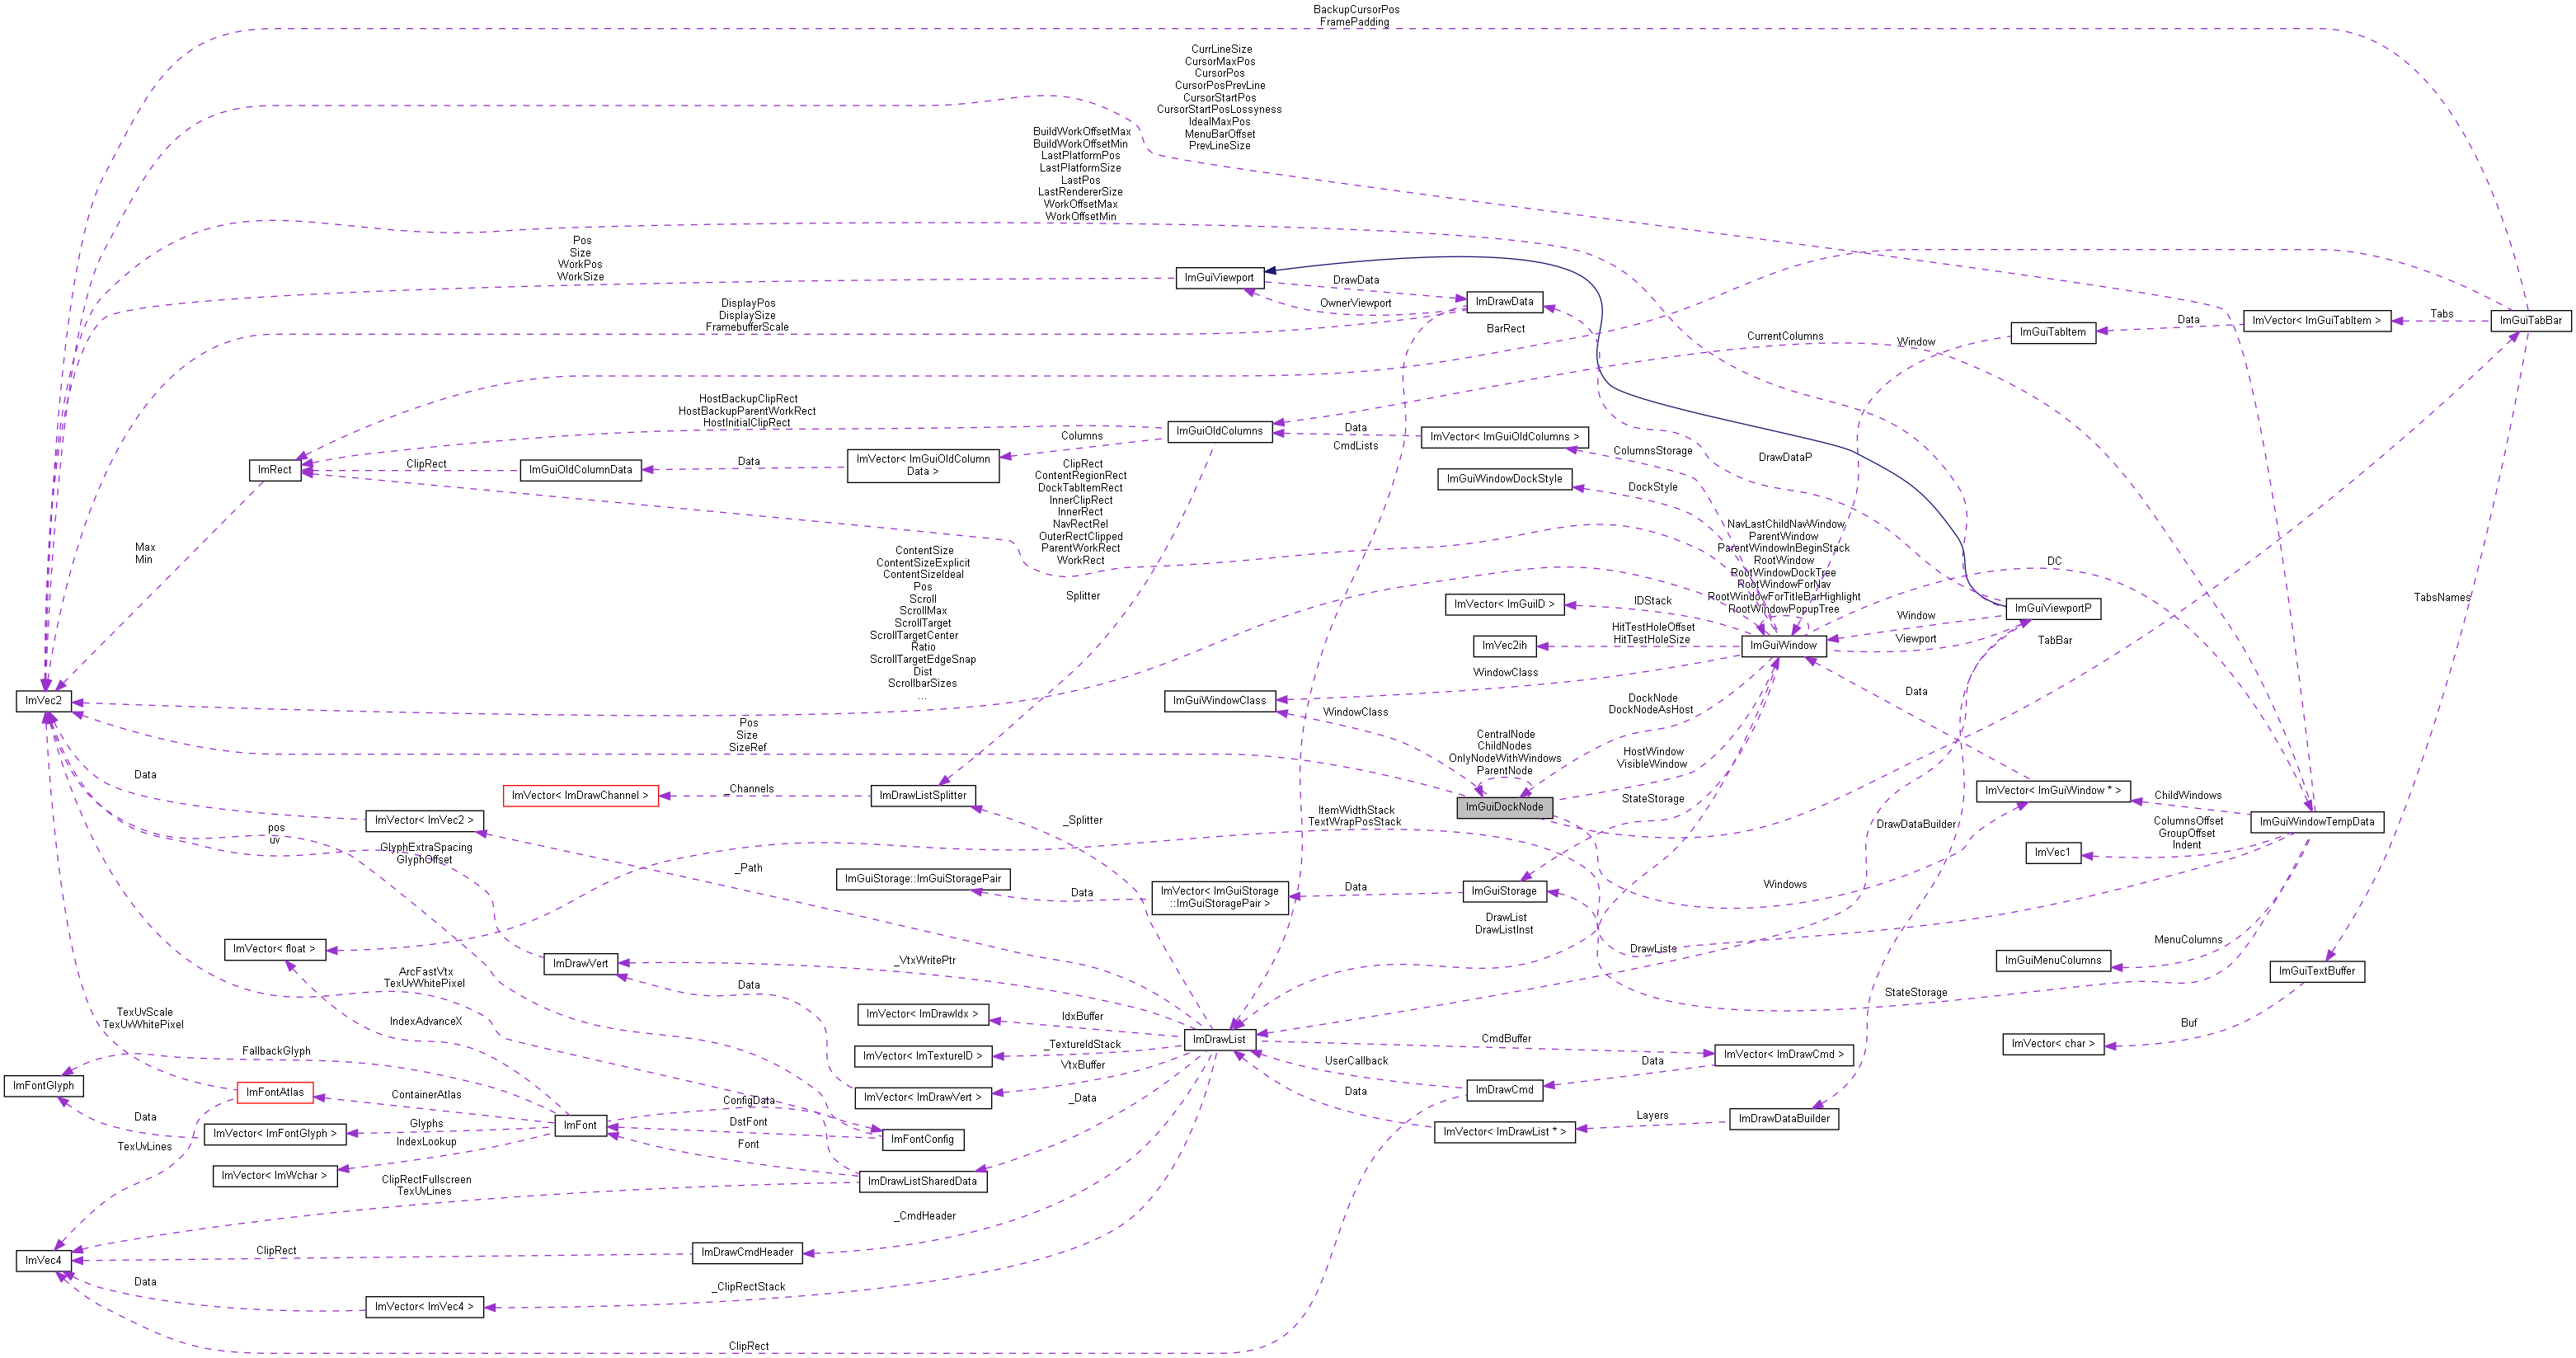 BackupCursorPos
FramePadding
CurrLineSize
CursorMaxPos
CursorPos
CursorPosPrevLine
CursorStartPos
CursorStartPosLossyness
IdealMaxPos
MenuBarOffset
PrevLineSize
BuildWorkOffsetMax
BuildWorkOffsetMin
LastPlatformPos
LastPlatformSize
LastPos
LastRendererSize
WorkOffsetMax
WorkOffsetMin
Pos
Size
WorkPos
WorkSize
ImGuiViewport
DrawData
OwnerViewport
ImDrawData
DisplayPos
DisplaySize
FramebufferScale
BarRect
CurrentColumns
Window
ImGuiTabItem
Data
ImVector< ImGuiTabItem >
Tabs
ImGuiTabBar
HostBackupClipRect
HostBackupParentWorkRect
HostInitialClipRect
ImGuiOldColumns
Data
ImVector< ImGuiOldColumns >
CmdLists
ColumnsStorage
DrawDataP
ImRect
ClipRect
ImGuiOldColumnData
Data
ImVector< ImGuiOldColumn
Data >
Columns
ClipRect
ContentRegionRect
DockTabItemRect
InnerClipRect
InnerRect
NavRectRel
OuterRectClipped
ParentWorkRect
WorkRect
ImGuiWindowDockStyle
DockStyle
NavLastChildNavWindow
ParentWindow
ParentWindowInBeginStack
RootWindow
RootWindowDockTree
RootWindowForNav
RootWindowForTitleBarHighlight
RootWindowPopupTree
DC
Max
Min
ContentSize
ContentSizeExplicit
ContentSizeIdeal
Pos
Scroll
ScrollMax
ScrollTarget
ScrollTargetCenter
Ratio
ScrollTargetEdgeSnap
Dist
ScrollbarSizes
...
Splitter
ImVector< ImGuiID >
IDStack
ImVec2ih
HitTestHoleOffset
HitTestHoleSize
ImGuiWindow
Window
Viewport
ImGuiViewportP
TabBar
TabsNames
ImVec2
ImGuiWindowClass
WindowClass
WindowClass
DockNode
DockNodeAsHost
Data
Pos
Size
SizeRef
CentralNode
ChildNodes
OnlyNodeWithWindows
ParentNode
HostWindow
VisibleWindow
ImGuiDockNode
StateStorage
ImVector< ImGuiWindow * >
ChildWindows
ImGuiWindowTempData
Data
ImVector< ImDrawChannel >
_Channels
ImDrawListSplitter
ImVector< ImVec2 >
_Splitter
ItemWidthStack
TextWrapPosStack
DrawDataBuilder
ColumnsOffset
GroupOffset
Indent
ImVec1
pos
uv
GlyphExtraSpacing
GlyphOffset
_Path
ImGuiStorage::ImGuiStoragePair
Data
ImVector< ImGuiStorage
::ImGuiStoragePair >
Data
ImGuiStorage
Windows
DrawList
DrawListInst
DrawLists
MenuColumns
ImGuiMenuColumns
ImGuiTextBuffer
ImVector< float >
ImDrawVert
_VtxWritePtr
ArcFastVtx
TexUvWhitePixel
Data
StateStorage
TexUvScale
TexUvWhitePixel
IndexAdvanceX
ImVector< ImDrawIdx >
IdxBuffer
ImVector< ImTextureID >
_TextureIdStack
ImDrawList
CmdBuffer
ImVector< ImDrawCmd >
Buf
ImVector< char >
FallbackGlyph
VtxBuffer
UserCallback
Data
ImFontGlyph
ImFontAtlas
ContainerAtlas
ConfigData
ImVector< ImDrawVert >
_Data
Data
ImDrawCmd
Data
ImVector< ImFontGlyph >
Glyphs
ImFont
DstFont
ImFontConfig
ImVector< ImDrawList * >
Layers
ImDrawDataBuilder
TexUvLines
IndexLookup
Font
ImVector< ImWchar >
ClipRectFullscreen
TexUvLines
ImDrawListSharedData
_CmdHeader
ImVec4
ClipRect
ImDrawCmdHeader
Data
ImVector< ImVec4 >
_ClipRectStack
ClipRect